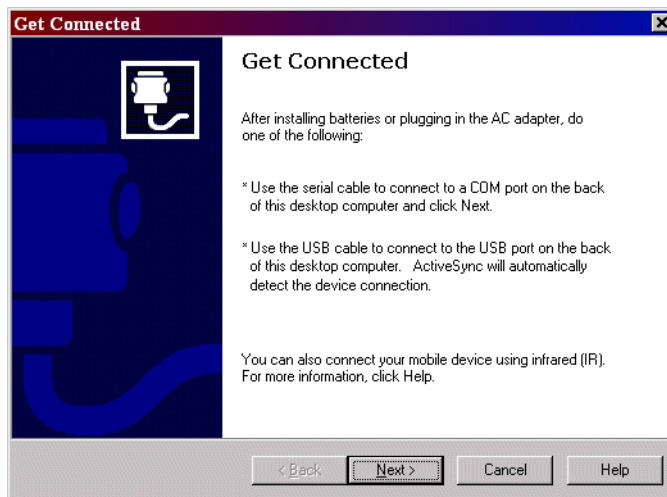 Get Connected
Get Connected
After installing batteries or plugging in the AC adapter, do
one of the following:
* Use the serial cable to connect to a COM port on the back
of this desktop computer and click Next.
* Use the USB cable to connect to the USB port on the back
of this desktop computer. ActiveSync will automatically
detect the device connection.
You can also connect your mobile device using infrared (IR).
For more information, click Help.
< Back Next > Cancel Help